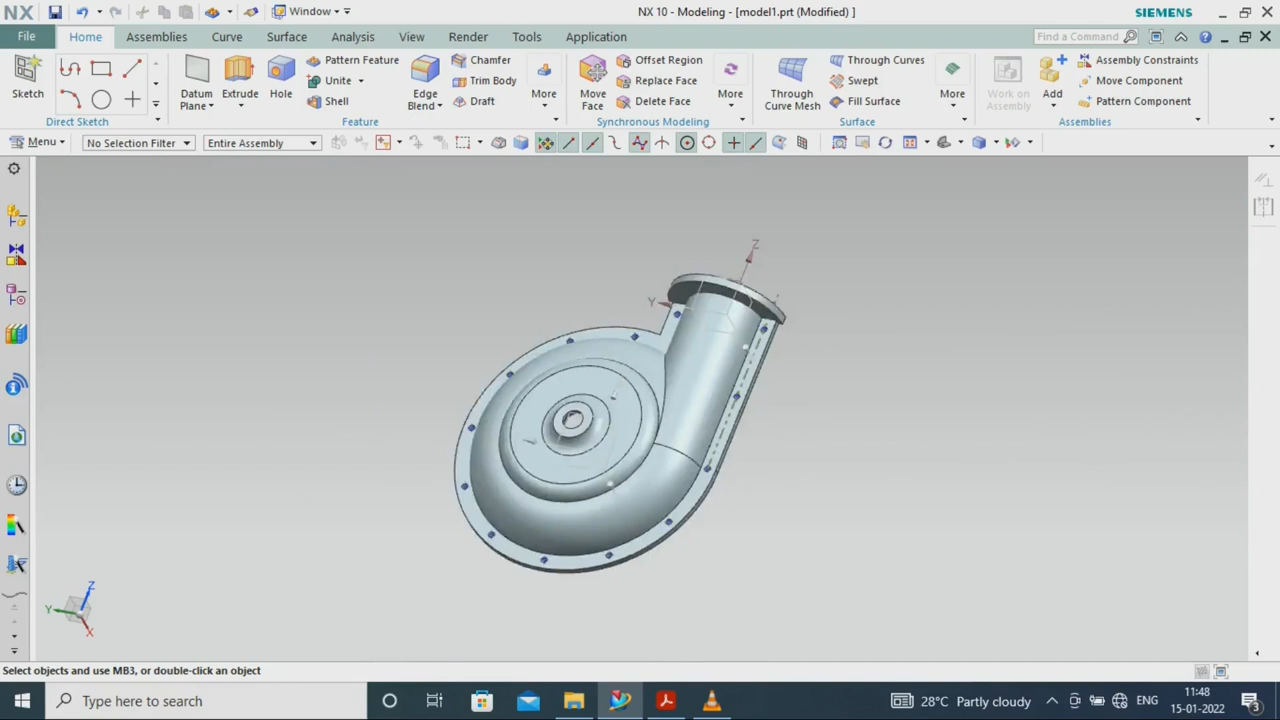 NX Window NX 10 - Modeling - [model1.prt (Modified) ] SIEMENS
File Home Assemblies Curve Surface Analysis View Render Tools Application Find a Command
Sketch
Direct Sketch
Datum
Plane
Extrude
Hole
Pattern Feature
Unite
Shell
Edge
Blend
Chamfer
Trim Body
Draft
More
Feature
Move
Face
Offset Region
Replace Face
Delete Face
More
Synchronous Modeling
Through
Curve Mesh
Through Curves
Swept
Fill Surface
More
Surface
Work on
Assembly
Add
Assembly Constraints
Move Component
Pattern Component
Assemblies
Menu No Selection Filter Entire Assembly
Z
Y
Z
Y
X
Select objects and use MB3, or double-click an object
Type here to search
28°C Partly cloudy
ENG
11:48
15-01-2022
3